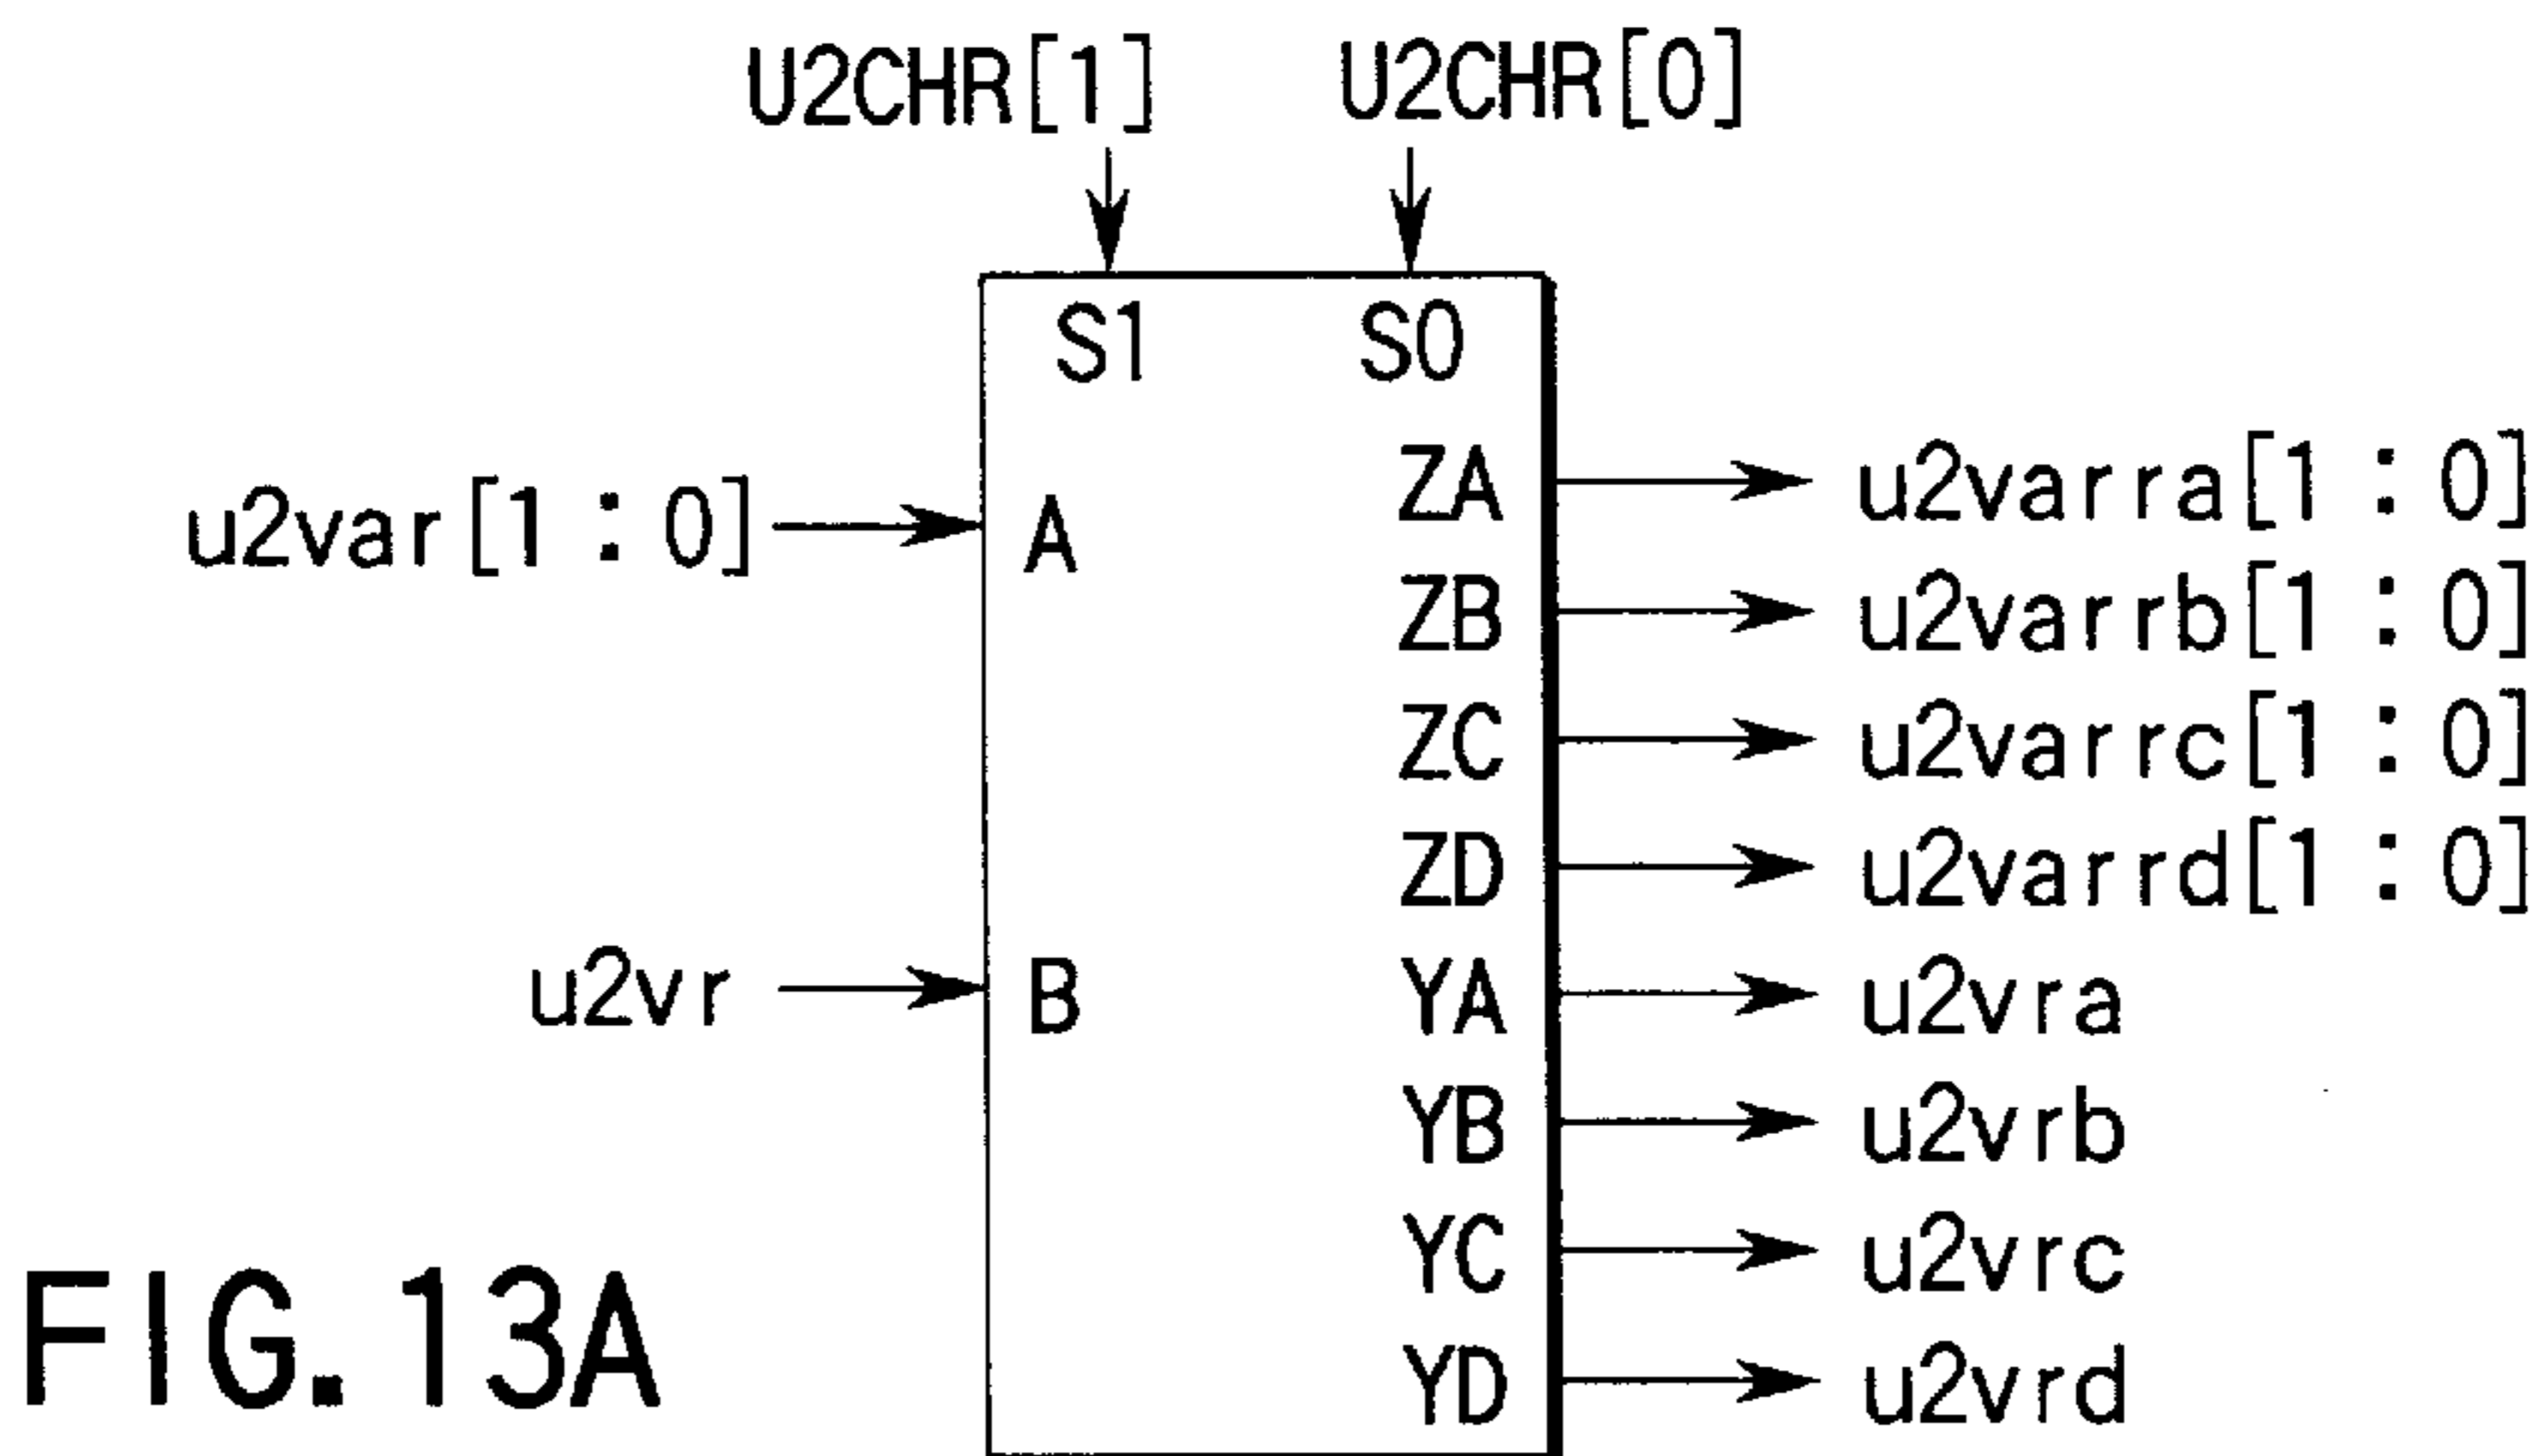 U2CHR[1] U2CHR[0]
S1 S0
ZA u2varra[1:0]
u2var[1:0] A
ZB u2varrb[1:0]
ZC u2varrc[1:0]
ZD u2varrd[1:0]
u2vr B YA u2vra
YB u2vrb
YC u2vrc
YD u2vrd
FIG.13A